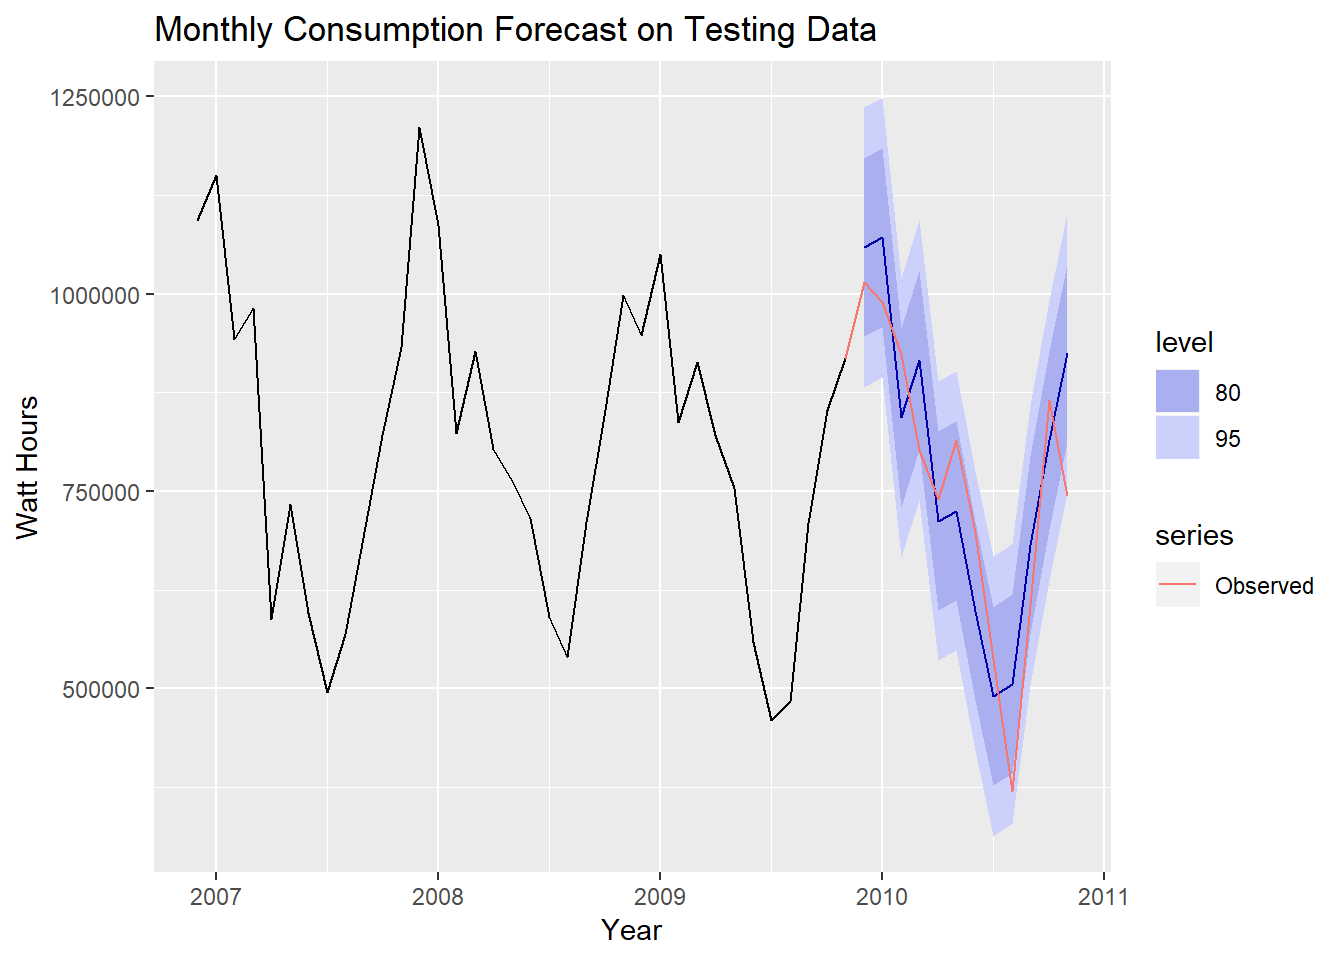 Monthly Consumption Forecast on Testing Data
1250000
1000000
750000
500000
Watt Hours
2007
2008
2009
2010
2011
Year
level
80
95
series
Observed